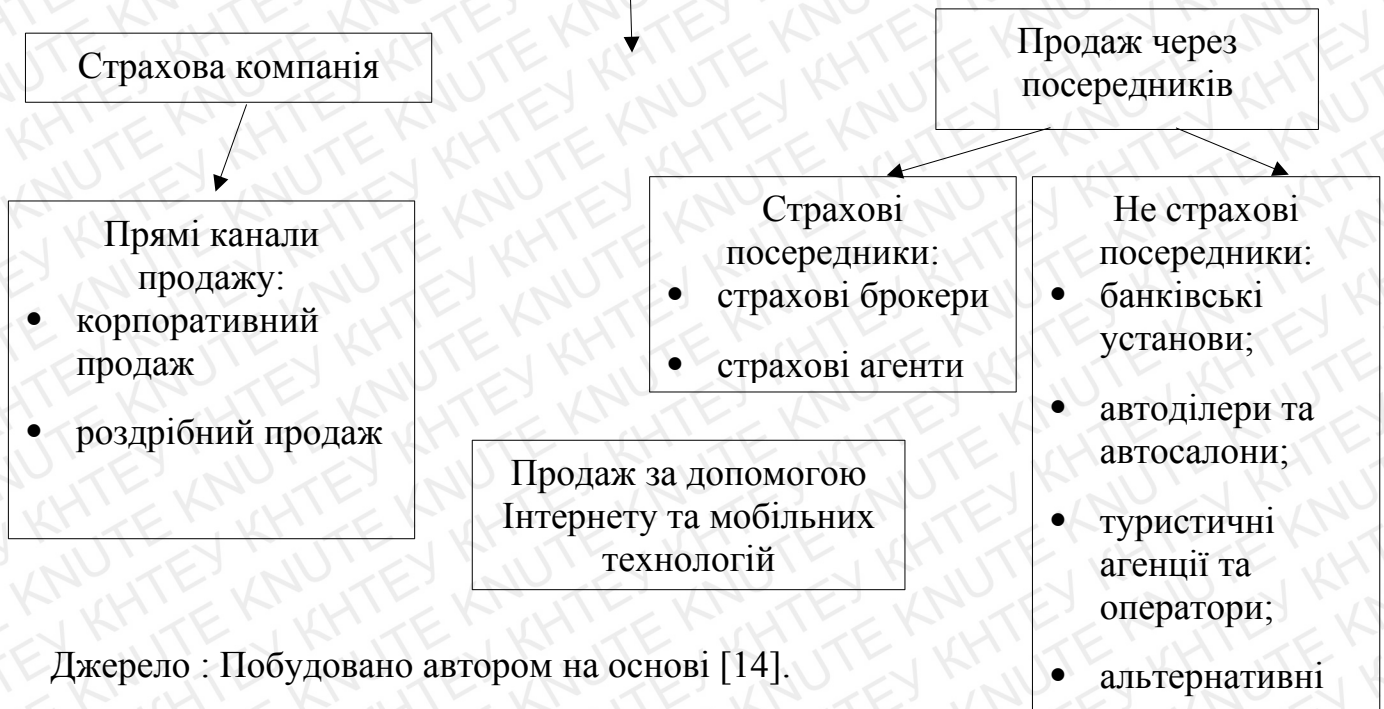 Страхова компанія
Продаж через
посередників
Прямі канали
продажу:
• корпоративний
продаж
• роздрібний продаж
Страхові
посередники:
• страхові брокери
• страхові агенти
Не страхові
посередники:
• банківські
установи;
• автоділери та
автосалони;
• туристичні
агенції та
оператори;
• альтернативні
Продаж за допомогою
Інтернету та мобільних
технологій
Джерело : Побудовано автором на основі [14].